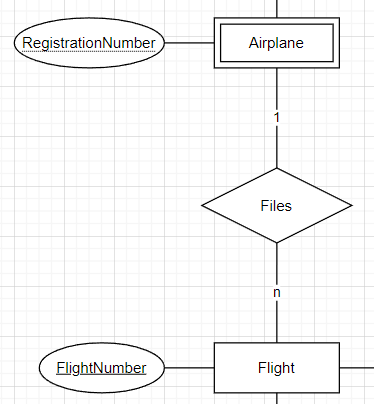 RegistrationNumber
Airplane
1
Files
n
FlightNumber
Flight